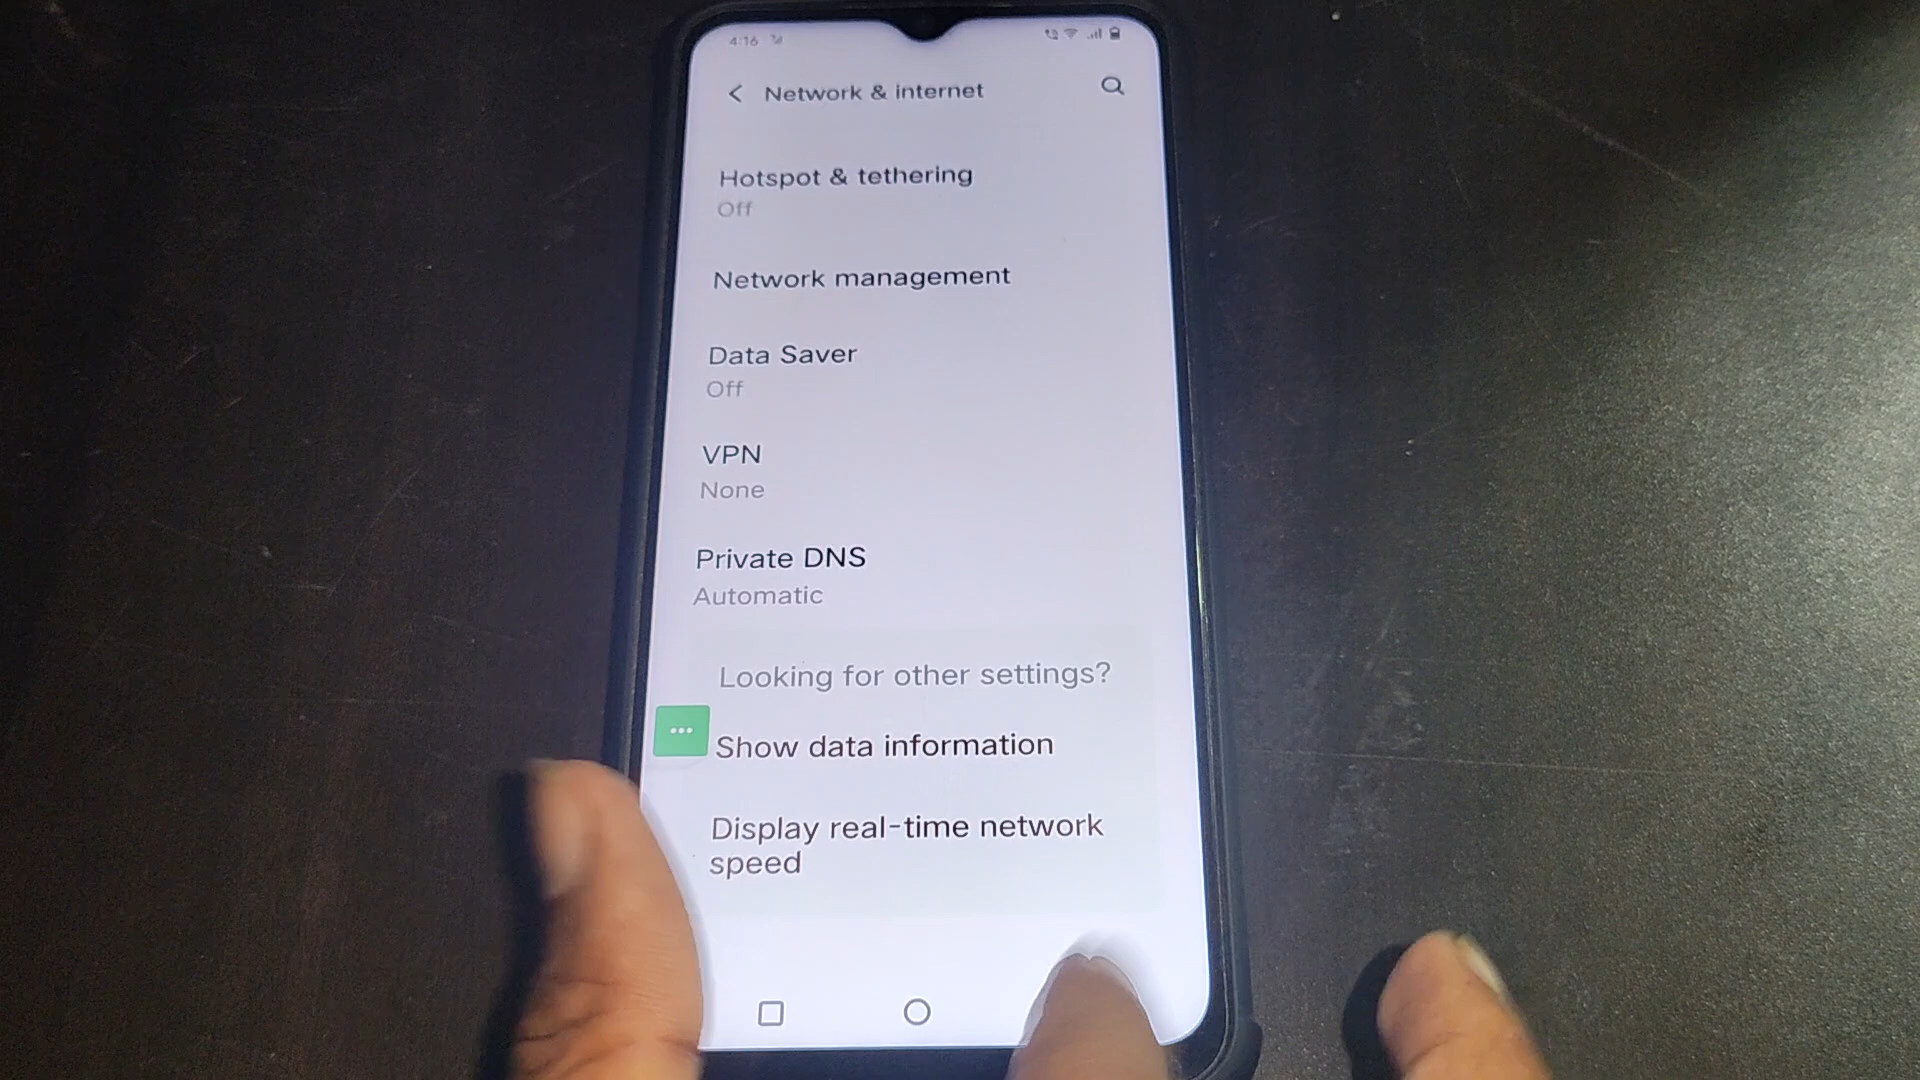 4:16
Network & internet
Hotspot & tethering
Off
Network management
Data Saver
Off
VPN
None
Private DNS
Automatic
Looking for other settings?
Show data information
Display real-time network
speed